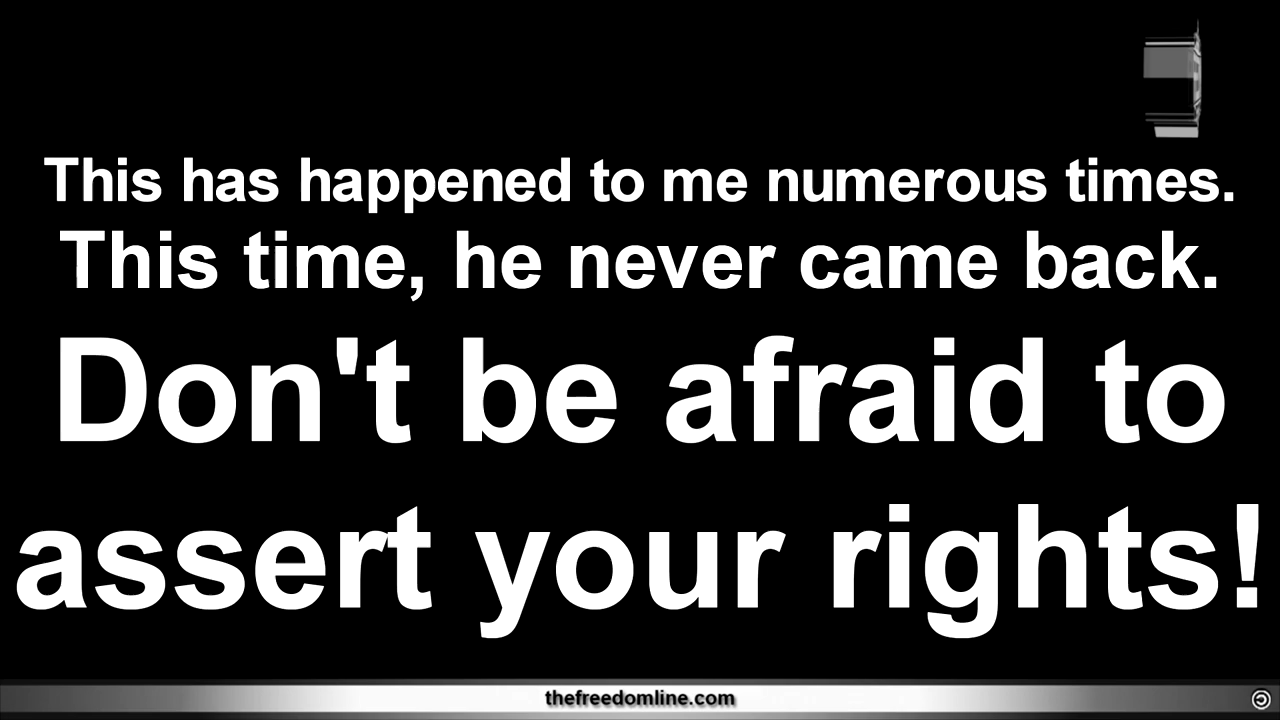 This has happened to me numerous times.
This time, he never came back.
Don't be afraid to
assert your rights!
thefreedomline.com